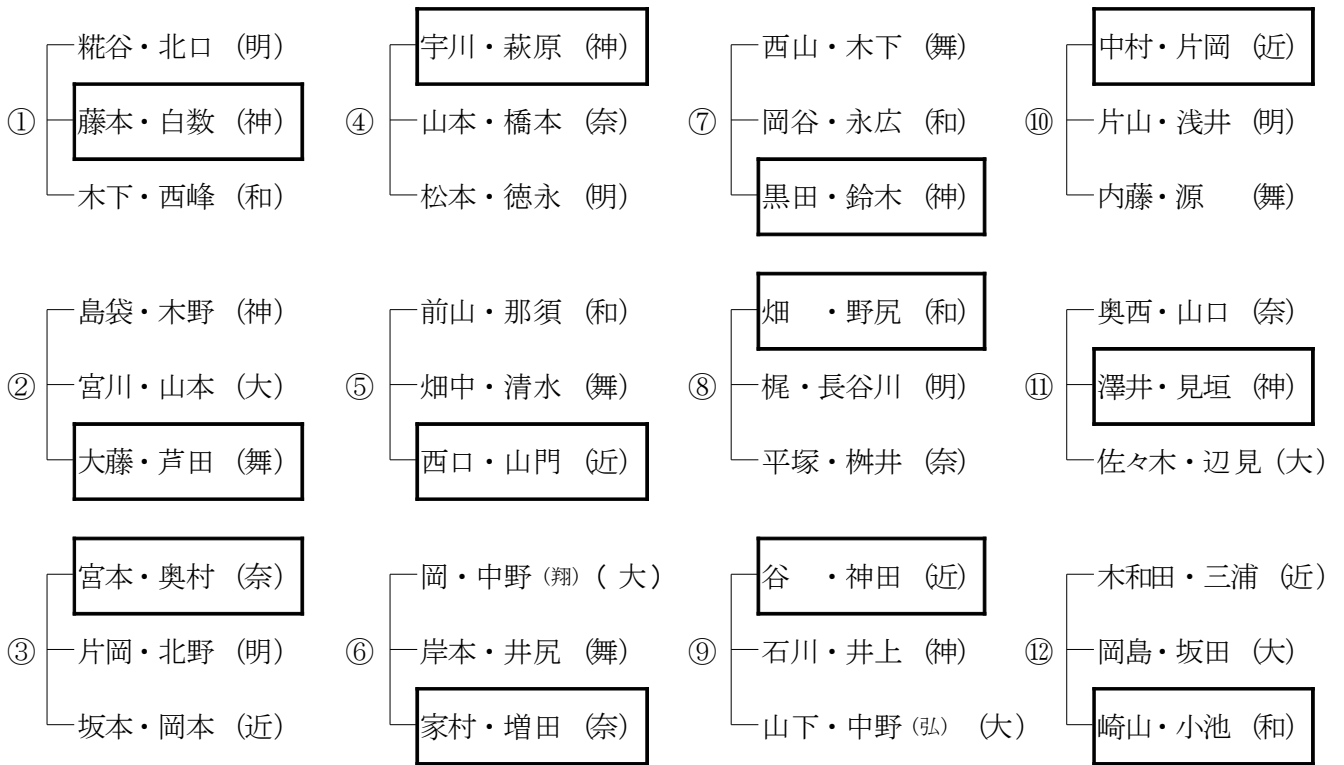 ① 糀谷・北口 (明)
藤本・白数 (神)
木下・西峰 (和)
② 島袋・木野 (神)
宮川・山本 (大)
大藤・芦田 (舞)
③ 宮本・奥村 (奈)
片岡・北野 (明)
坂本・岡本 (近)
④ 宇川・萩原 (神)
山本・橋本 (奈)
松本・徳永 (明)
⑤ 前山・那須 (和)
畑中・清水 (舞)
西口・山門 (近)
⑥ 岡・中野(翔) (大)
岸本・井尻 (舞)
家村・増田 (奈)
⑦ 西山・木下 (舞)
岡谷・永広 (和)
黒田・鈴木 (神)
⑧ 畑 ・野尻 (和)
梶・長谷川 (明)
平塚・桝井 (奈)
⑨ 谷 ・神田 (近)
石川・井上 (神)
山下・中野(弘) (大)
⑩ 中村・片岡 (近)
片山・浅井 (明)
内藤・源 (舞)
⑪ 奥西・山口 (奈)
澤井・見垣 (神)
佐々木・辺見 (大)
⑫ 木和田・三浦 (近)
岡島・坂田 (大)
崎山・小池 (和)